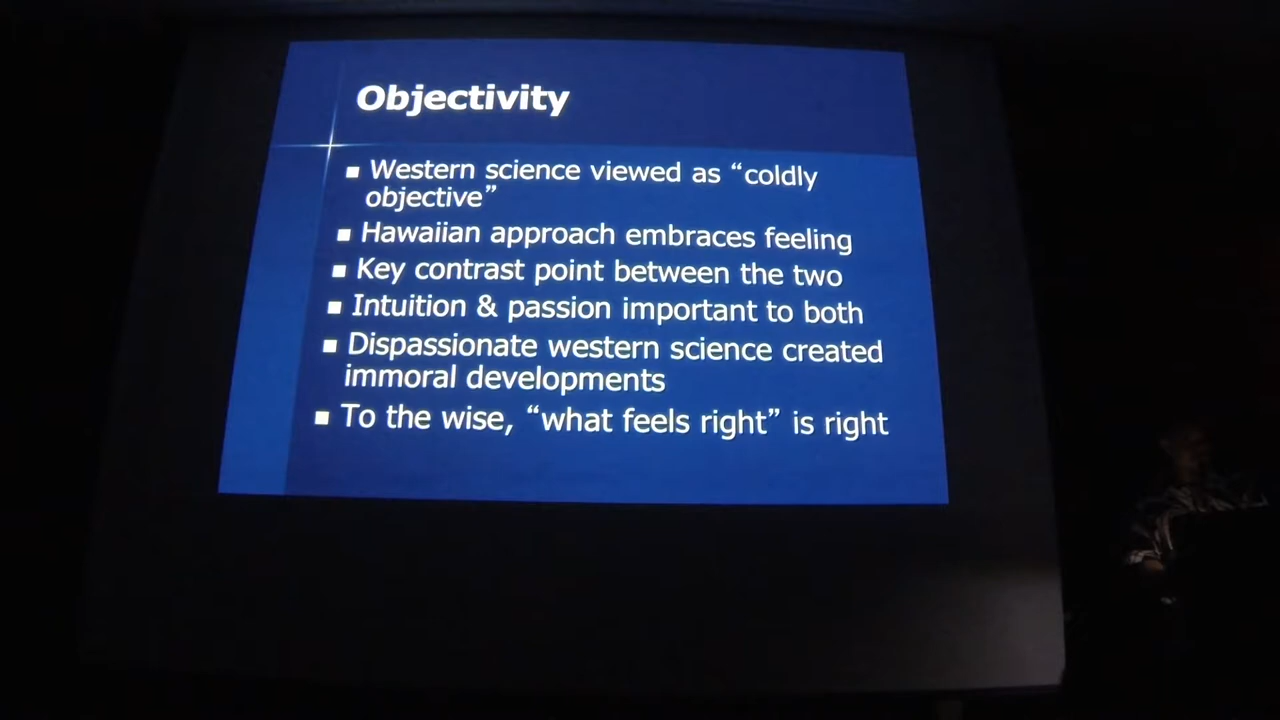 Objectivity
▪ Western science viewed as “coldly
objective”
▪ Hawaiian approach embraces feeling
▪ Key contrast point between the two
▪ Intuition & passion important to both
▪ Dispassionate western science created
immoral developments
▪ To the wise, “what feels right” is right